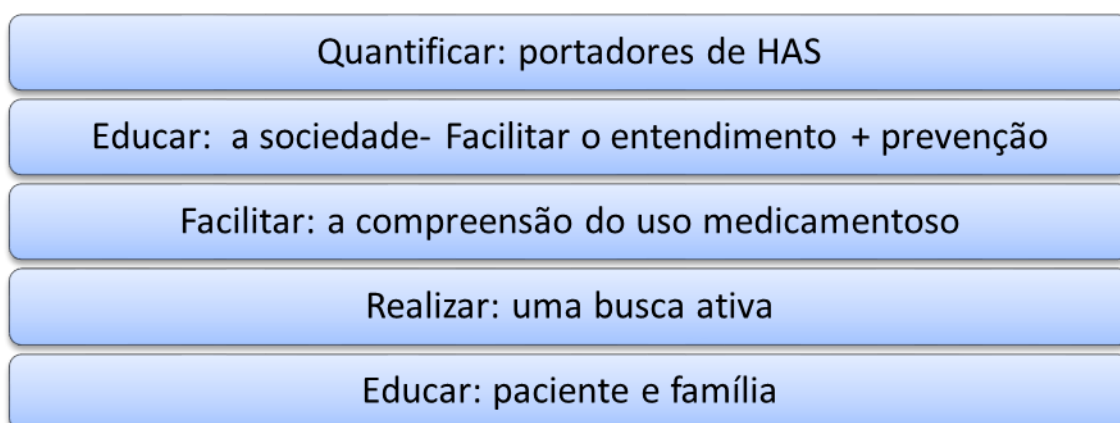 Quantificar: portadores de HAS
Educar: a sociedade- Facilitar o entendimento + prevenção
Facilitar: a compreensão do uso medicamentoso
Realizar: uma busca ativa
Educar: paciente e família